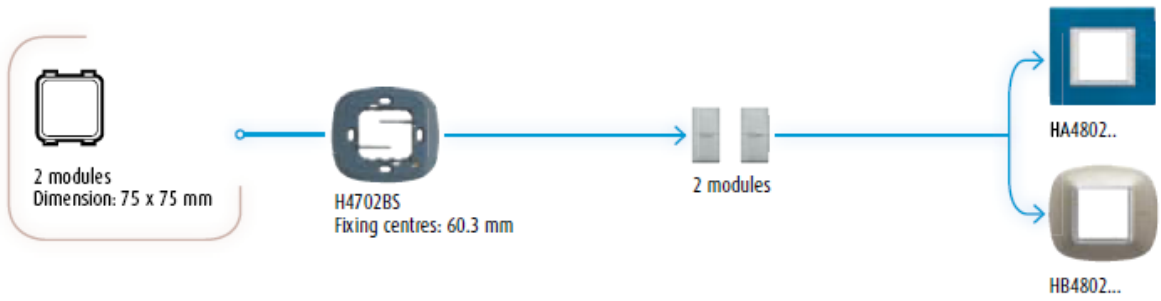 2 modules
Dimension: 75 x 75 mm
H4702BS
Fixing centres: 60.3 mm
2 modules
HA4802..
HB4802...